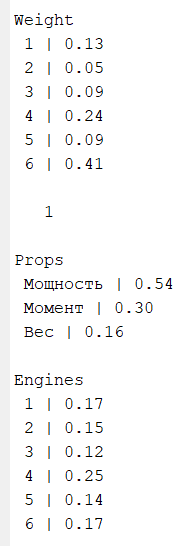 Weight
1 | 0.13
2 | 0.05
3 | 0.09
4 | 0.24
5 | 0.09
6 | 0.41
1
Props
Мощность | 0.54
Момент | 0.30
Вес | 0.16
Engines
1 | 0.17
2 | 0.15
3 | 0.12
4 | 0.25
5 | 0.14
6 | 0.17